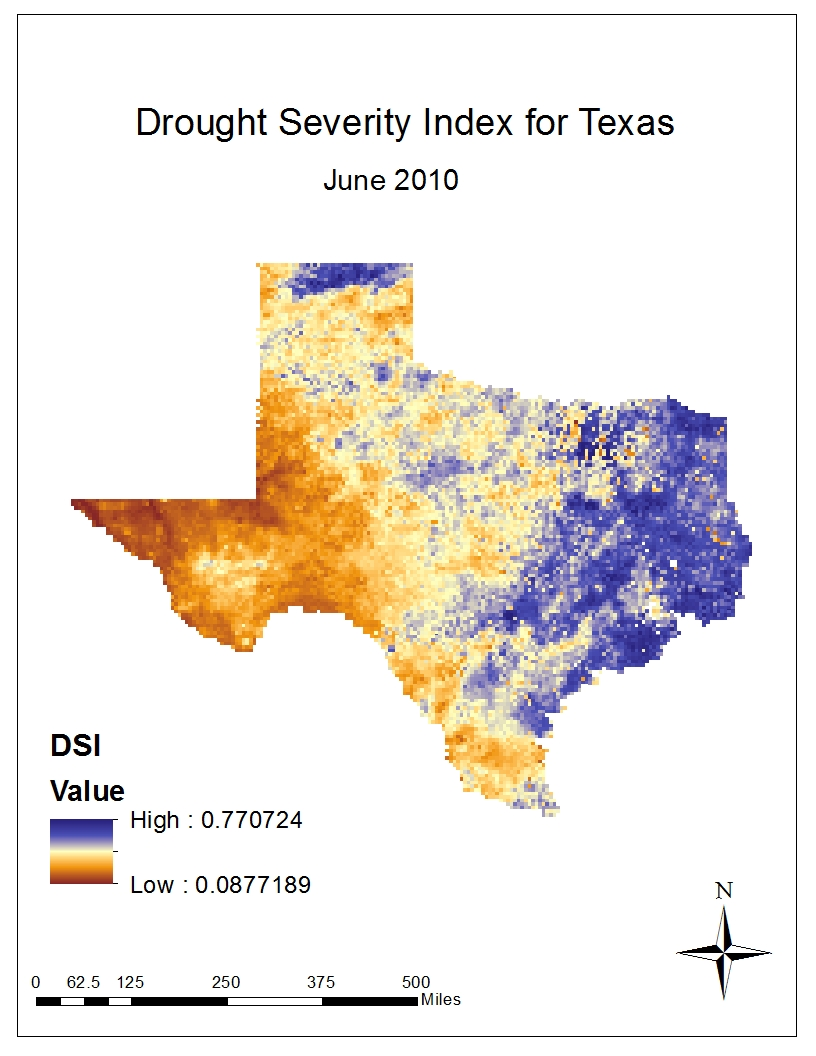 Drought Severity Index for Texas
June 2010
DSI
Value
High : 0.770724
Low : 0.0877189
N
0 62.5 125 250 375 500
Miles